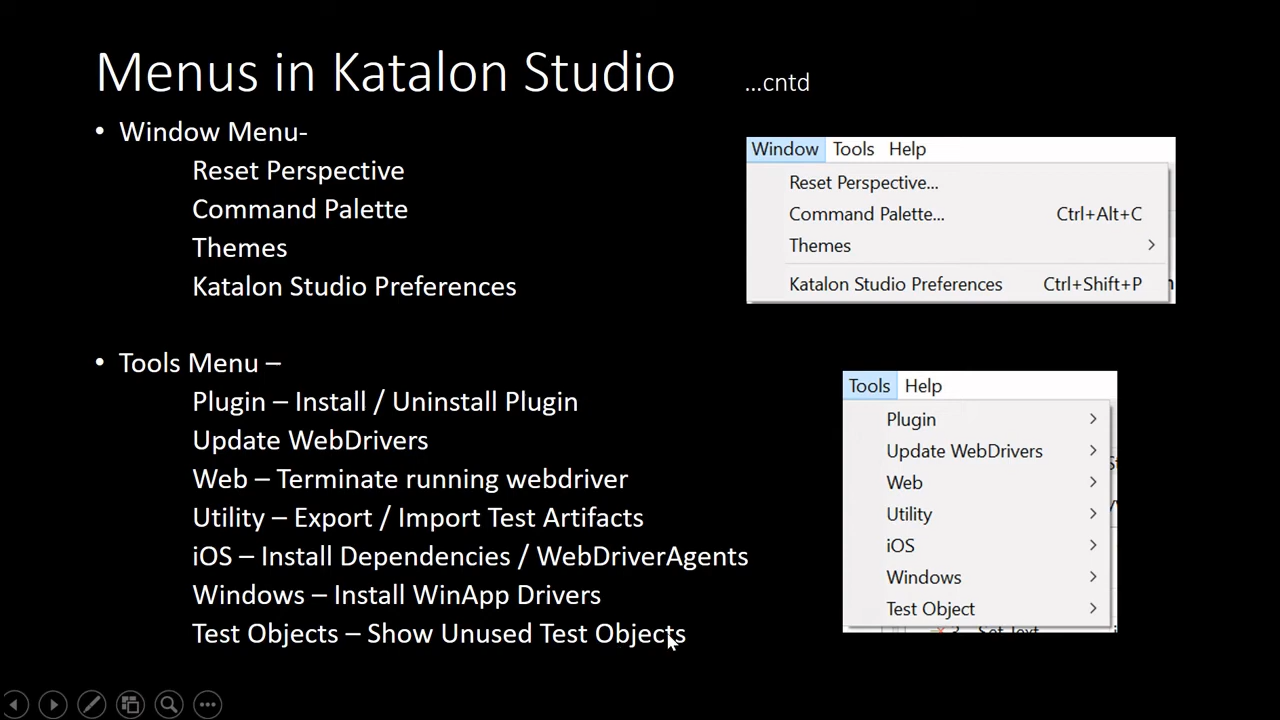 Menus in Katalon Studio ...cntd
• Window Menu-
Reset Perspective
Command Palette
Themes
Katalon Studio Preferences
• Tools Menu –
Plugin – Install / Uninstall Plugin
Update WebDrivers
Web – Terminate running webdriver
Utility – Export / Import Test Artifacts
iOS – Install Dependencies / WebDriverAgents
Windows – Install WinApp Drivers
Test Objects – Show Unused Test Objects
Window Tools Help
Reset Perspective...
Command Palette... Ctrl+Alt+C
Themes
Katalon Studio Preferences Ctrl+Shift+P
Tools Help
Plugin
Update WebDrivers
Web
Utility
iOS
Windows
Test Object